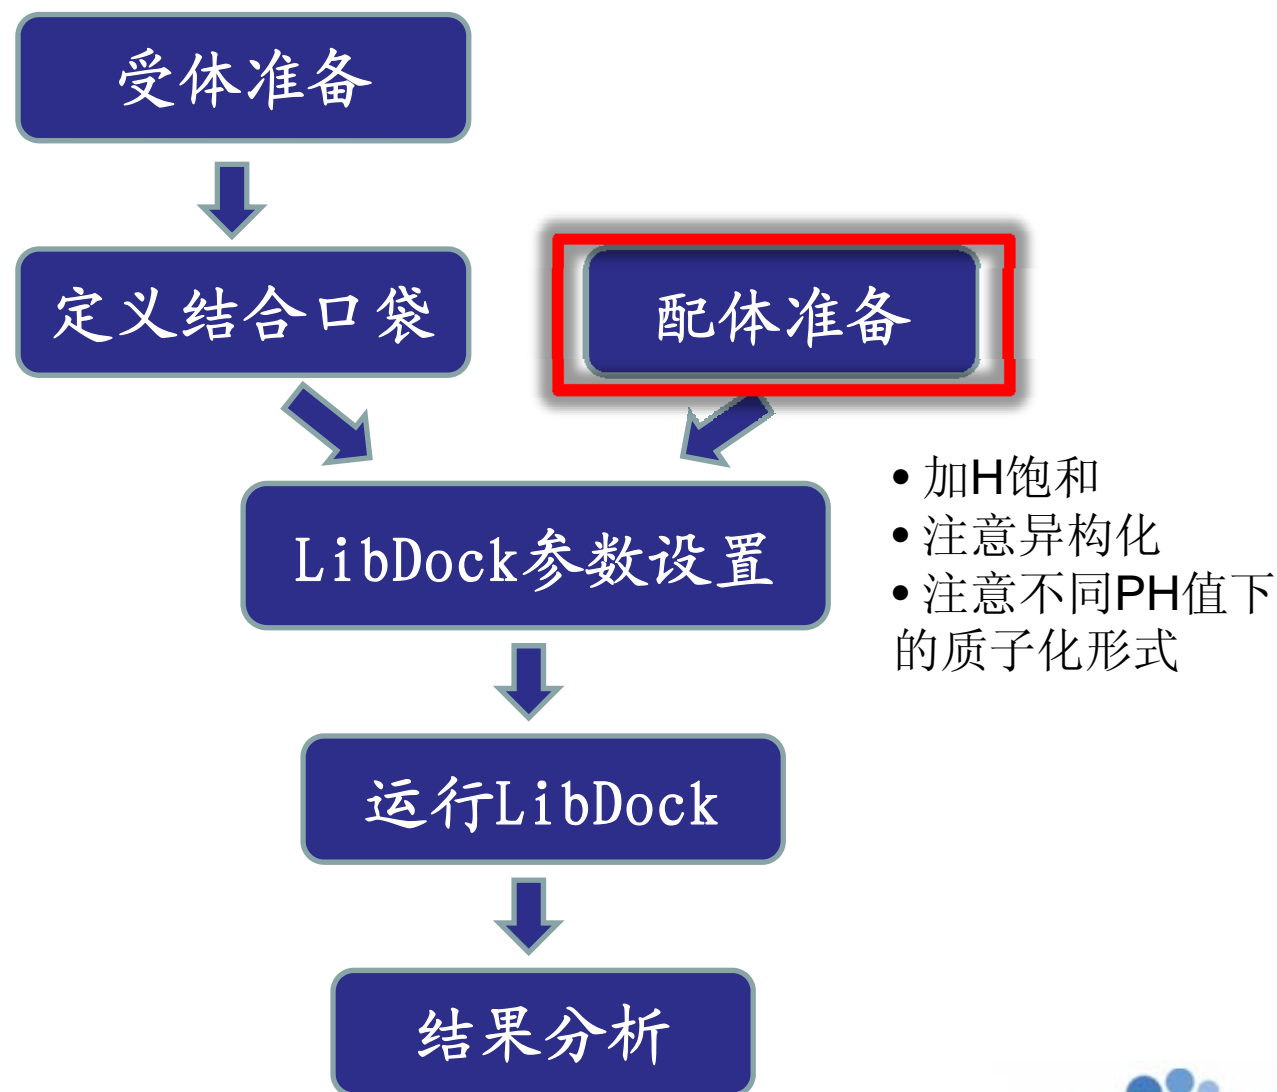 受体准备
定义结合口袋
配体准备
LibDock参数设置
• 加H饱和
• 注意异构化
• 注意不同PH值下
的质子化形式
运行LibDock
结果分析